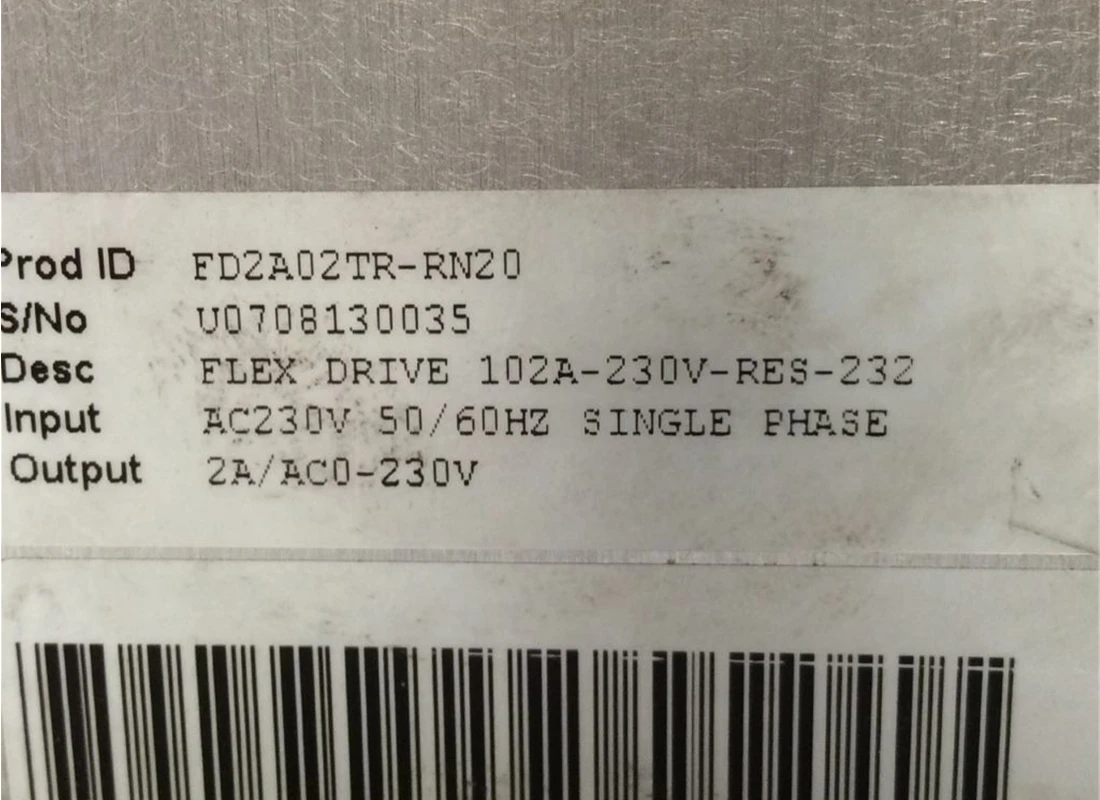 Prod ID FD2A02TR-RN20
S/No U0708130035
Desc FLEX DRIVE 102A-230V-RES-232
Input AC230V 50/60HZ SINGLE PHASE
Output 2A/AC0-230V